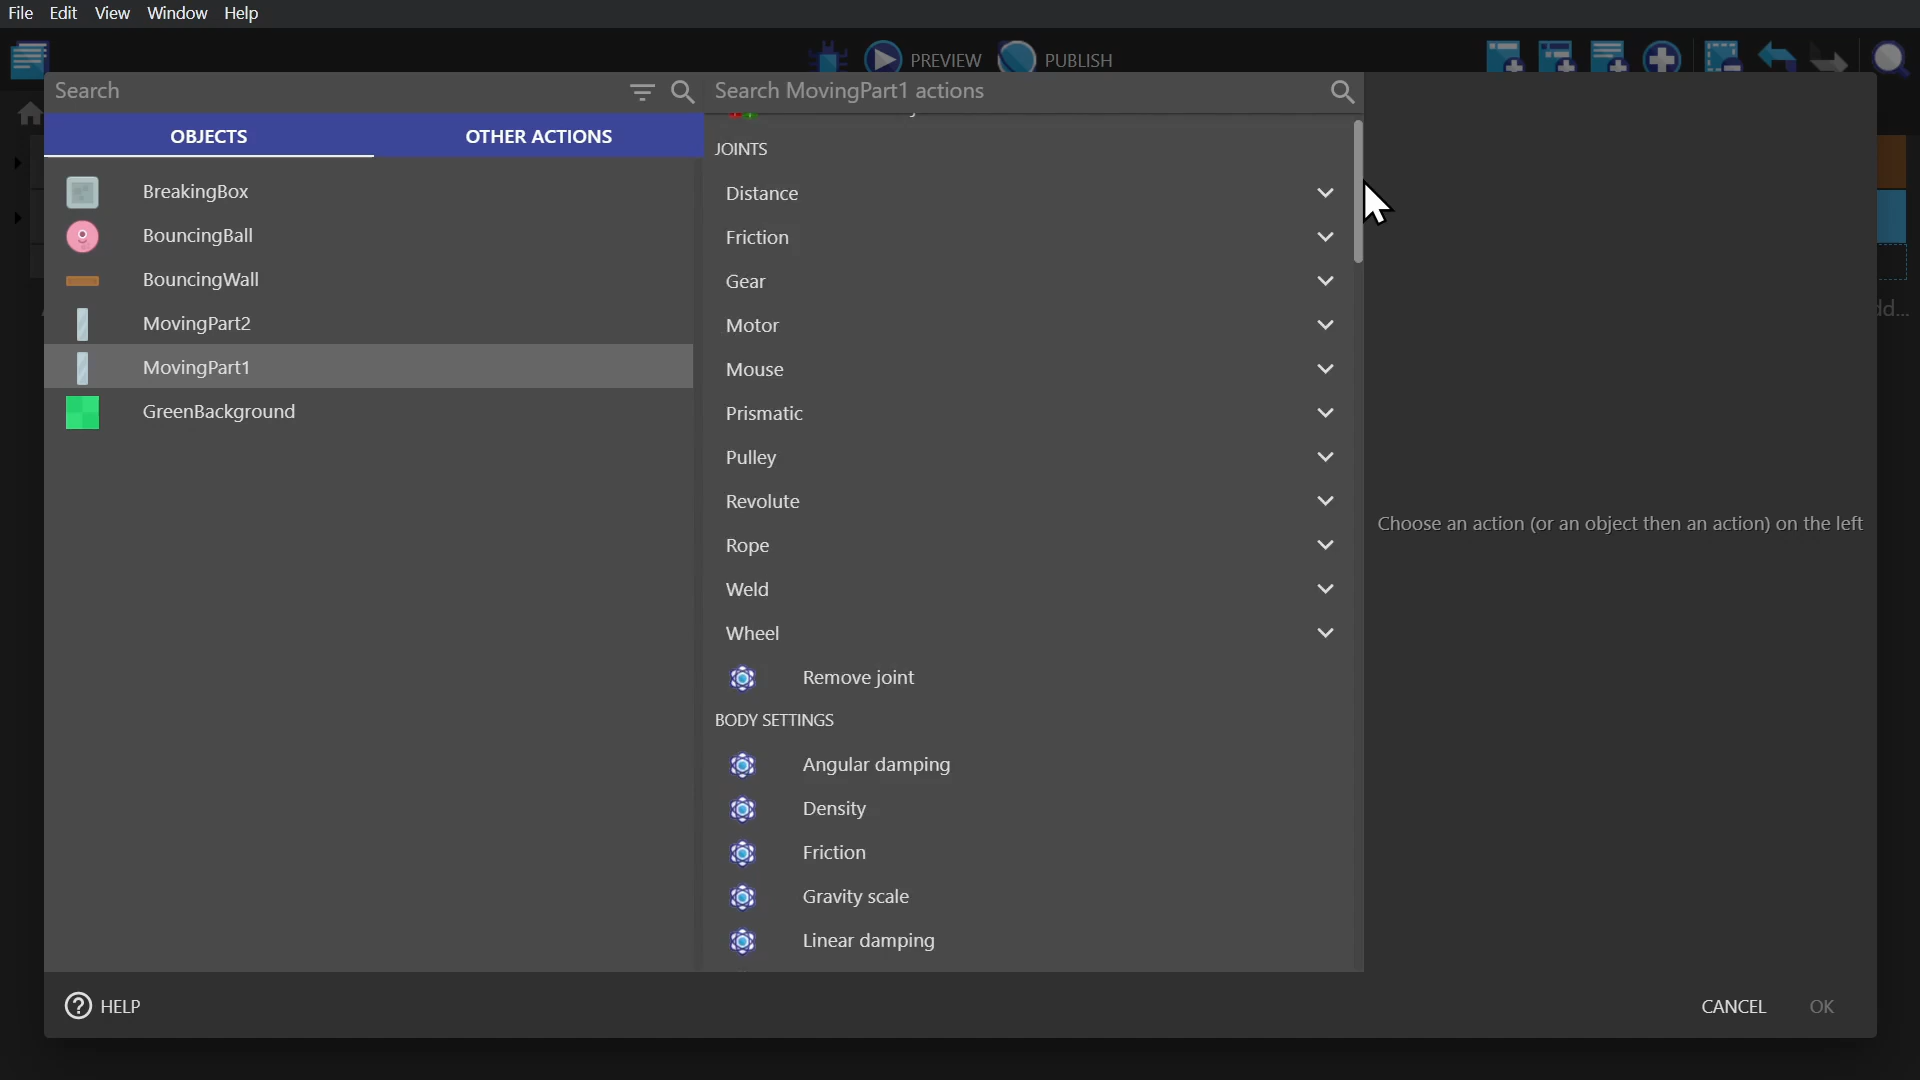 File Edit View Window Help
PREVIEW PUBLISH
Search
Search MovingPart1 actions
OBJECTS OTHER ACTIONS
BreakingBox
BouncingBall
BouncingWall
MovingPart2
MovingPart1
GreenBackground
JOINTS
Distance
Friction
Gear
Motor
Mouse
Prismatic
Pulley
Revolute
Rope
Weld
Wheel
Remove joint
BODY SETTINGS
Angular damping
Density
Friction
Gravity scale
Linear damping
Choose an action (or an object then an action) on the left
HELP
CANCEL OK